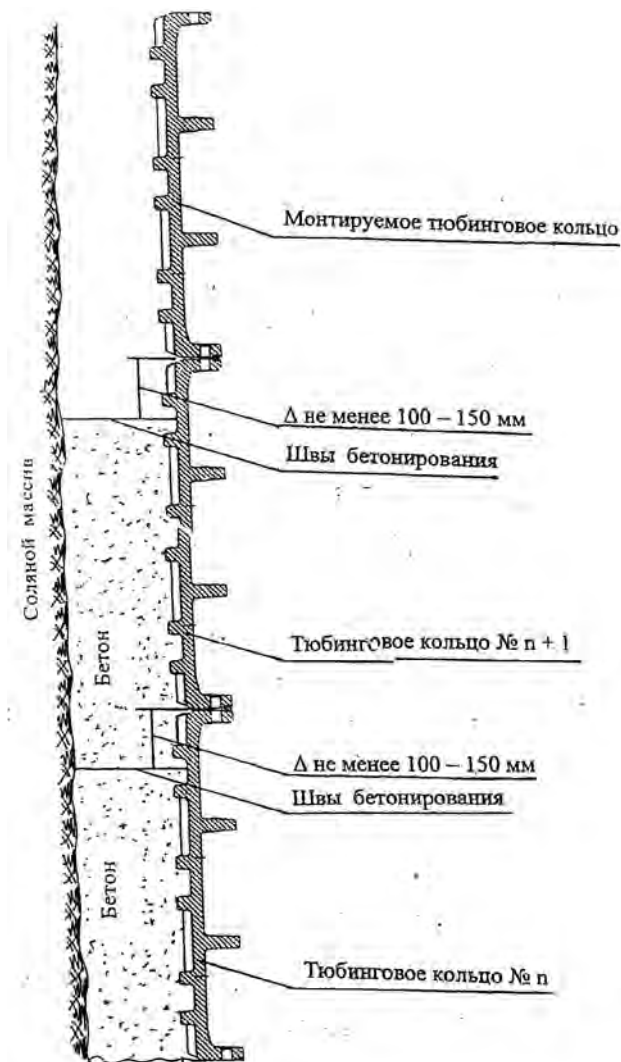 Монтируемое тюбинговое кольцо
Δ не менее 100 – 150 мм
Швы бетонирования
Соляной массив
Бетон
Тюбинговое кольцо № n + 1
Δ не менее 100 – 150 мм
Швы бетонирования
Бетон
Тюбинговое кольцо № n